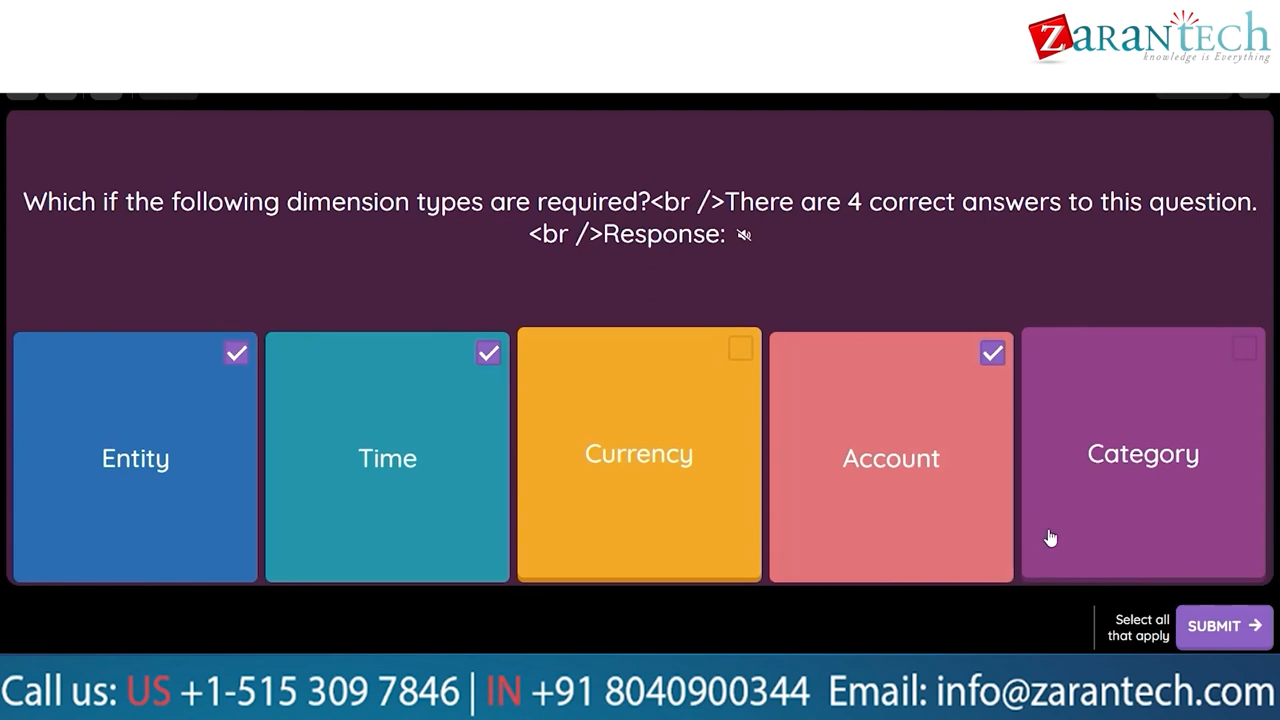 ZARANTECH
knowledge is Everything
Which if the following dimension types are required?<br />There are 4 correct answers to this question.
<br />Response:
Entity
Time
Currency
Account
Category
Select all
that apply
SUBMIT
Call us: US +1-515 309 7846 | IN +91 8040900344 Email: info@zarantech.com